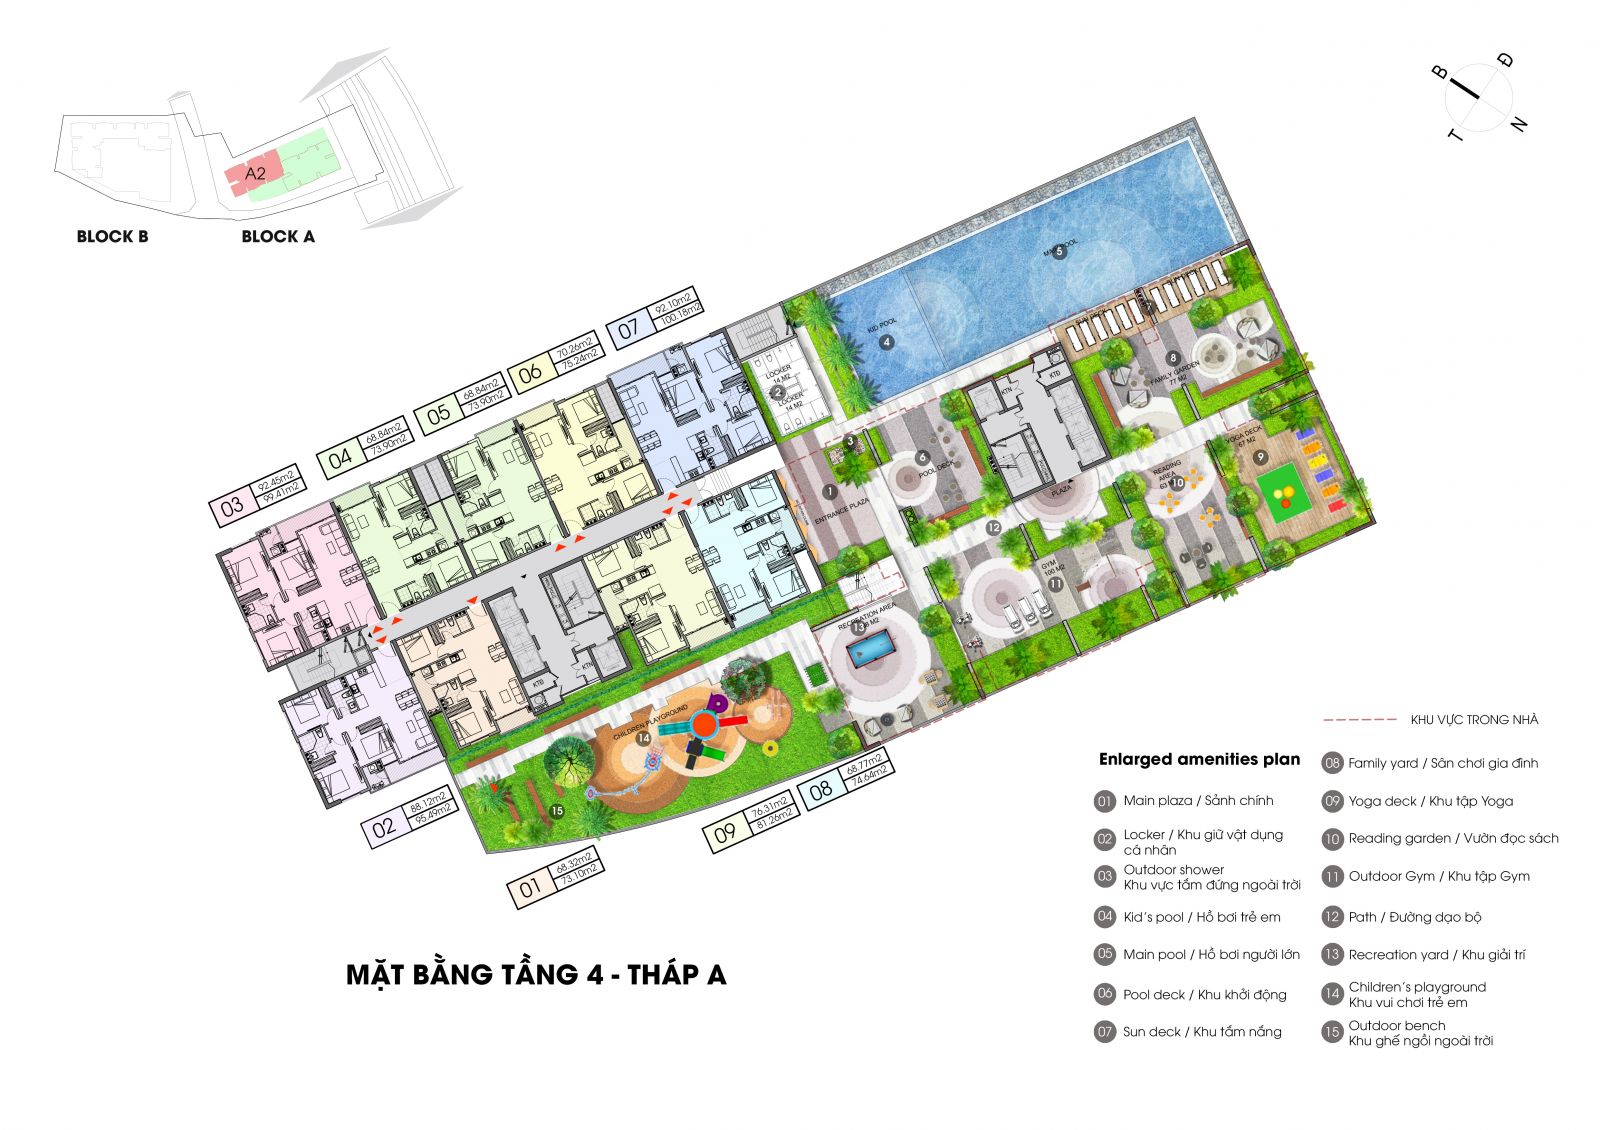 A2
BLOCK B
BLOCK A
B
Đ
T
N
07
92.10m2
100.18m2
06
70.26m2
75.24m2
05
68.84m2
73.90m2
04
68.84m2
73.90m2
03
92.45m2
99.41m2
02
88.12m2
95.49m2
01
68.32m2
73.10m2
09
76.31m2
81.26m2
08
68.77m2
74.64m2
MAIN POOL
5
KID POOL
4
SUN DECK
LOCKER
14 M2
2
LOCKER
14 M2
3
1
ENTRANCE PLAZA
6
POOL DECK
KTN
KTĐ
PLAZA
8
FAMILY GARDEN
77 M2
YOGA DECK
67 M2
9
READING
AREA
10
12
GYM
100 M2
11
RECREATION AREA
13
M2
KTĐ
KTN
CHILDREN PLAYGROUND
14
15
KHU VỰC TRONG NHÀ
Enlarged amenities plan
01 Main plaza / Sảnh chính
02 Locker / Khu giữ vật dụng
cá nhân
03 Outdoor shower
Khu vực tắm đứng ngoài trời
04 Kid's pool / Hồ bơi trẻ em
05 Main pool / Hồ bơi người lớn
06 Pool deck / Khu khởi động
07 Sun deck / Khu tắm nắng
08 Family yard / Sân chơi gia đình
09 Yoga deck / Khu tập Yoga
10 Reading garden / Vườn đọc sách
11 Outdoor Gym / Khu tập Gym
12 Path / Đường dạo bộ
13 Recreation yard / Khu giải trí
14 Children's playground
Khu vui chơi trẻ em
15 Outdoor bench
Khu ghế ngồi ngoài trời
MẶT BẰNG TẦNG 4 - THÁP A